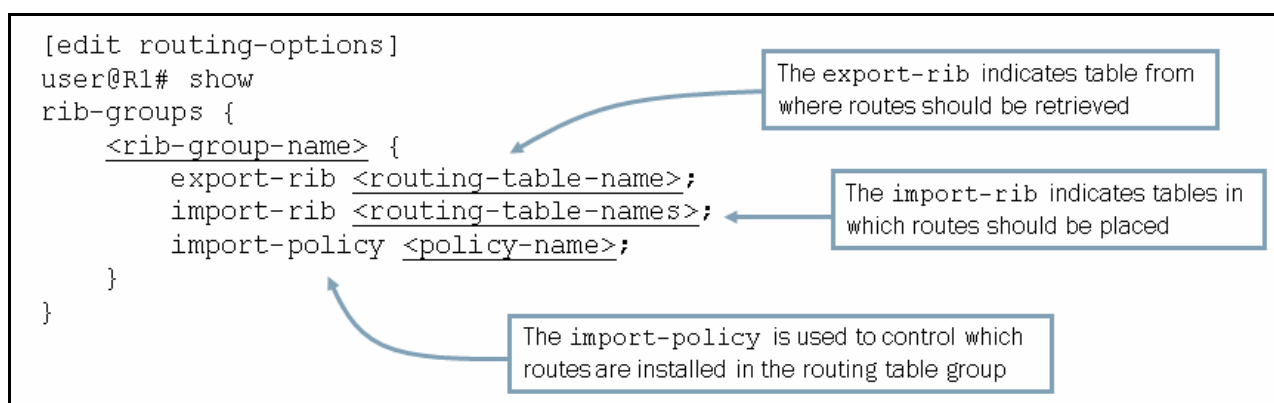 [edit routing-options]
user@R1# show
rib-groups {
<rib-group-name> {
export-rib <routing-table-name>;
import-rib <routing-table-names>;
import-policy <policy-name>;
}
}
The export-rib indicates table from
where routes should be retrieved
The import-rib indicates tables in
which routes should be placed
The import-policy is used to control which
routes are installed in the routing table group